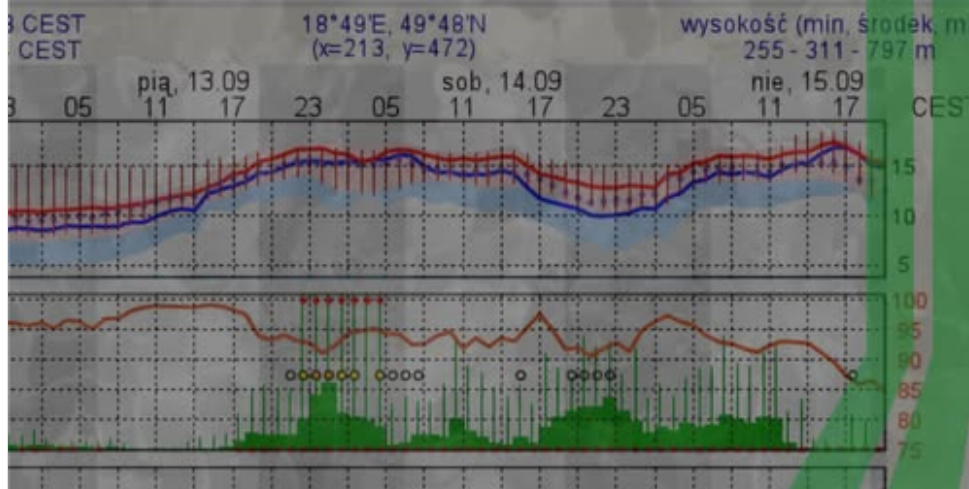 CEST 18°49'E, 49°48'N wysokość (min, środek, m
CEST (x=213, y=472) 255 - 311 - 797 m
pią, 13.09 sob, 14.09 nie, 15.09
05 11 17 23 05 11 17 23 05 11 17 CEST
15
10
5
100
95
90
85
80
75